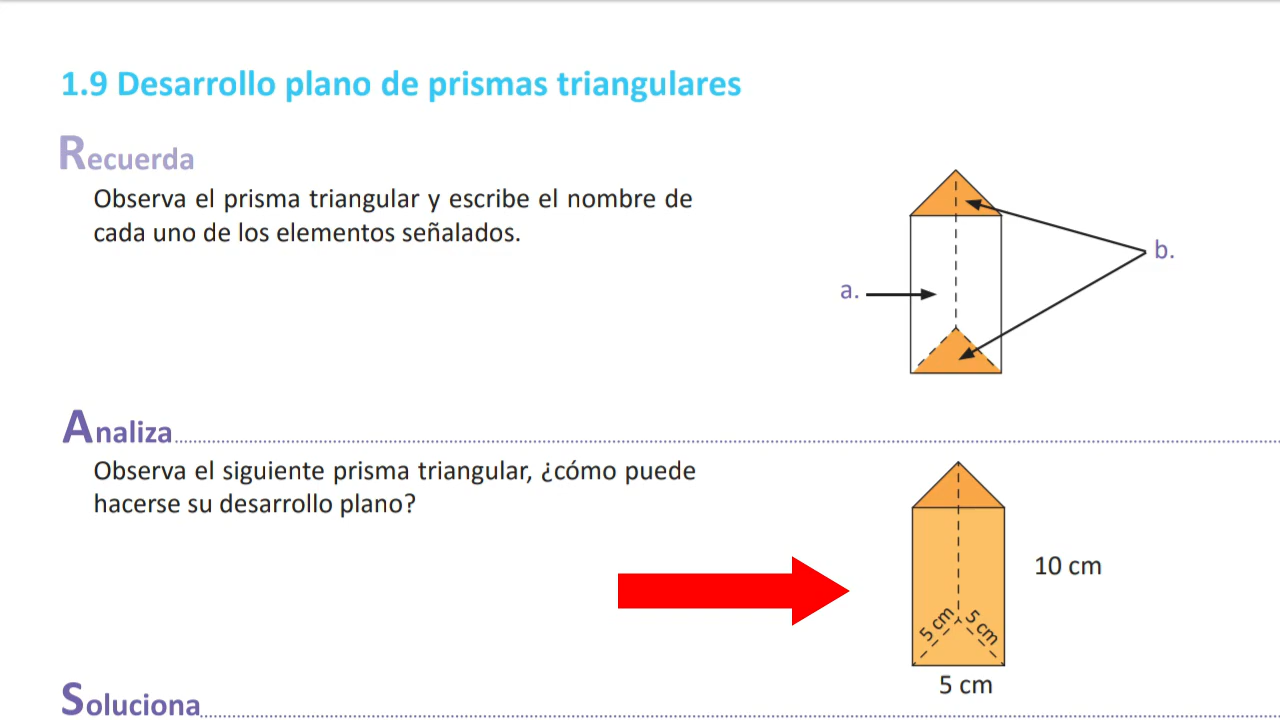 1.9 Desarrollo plano de prismas triangulares
Recuerda
Observa el prisma triangular y escribe el nombre de
cada uno de los elementos señalados.
a.
b.
Analiza
Observa el siguiente prisma triangular, ¿cómo puede
hacerse su desarrollo plano?
10 cm
5 cm
5 cm
5 cm
Soluciona